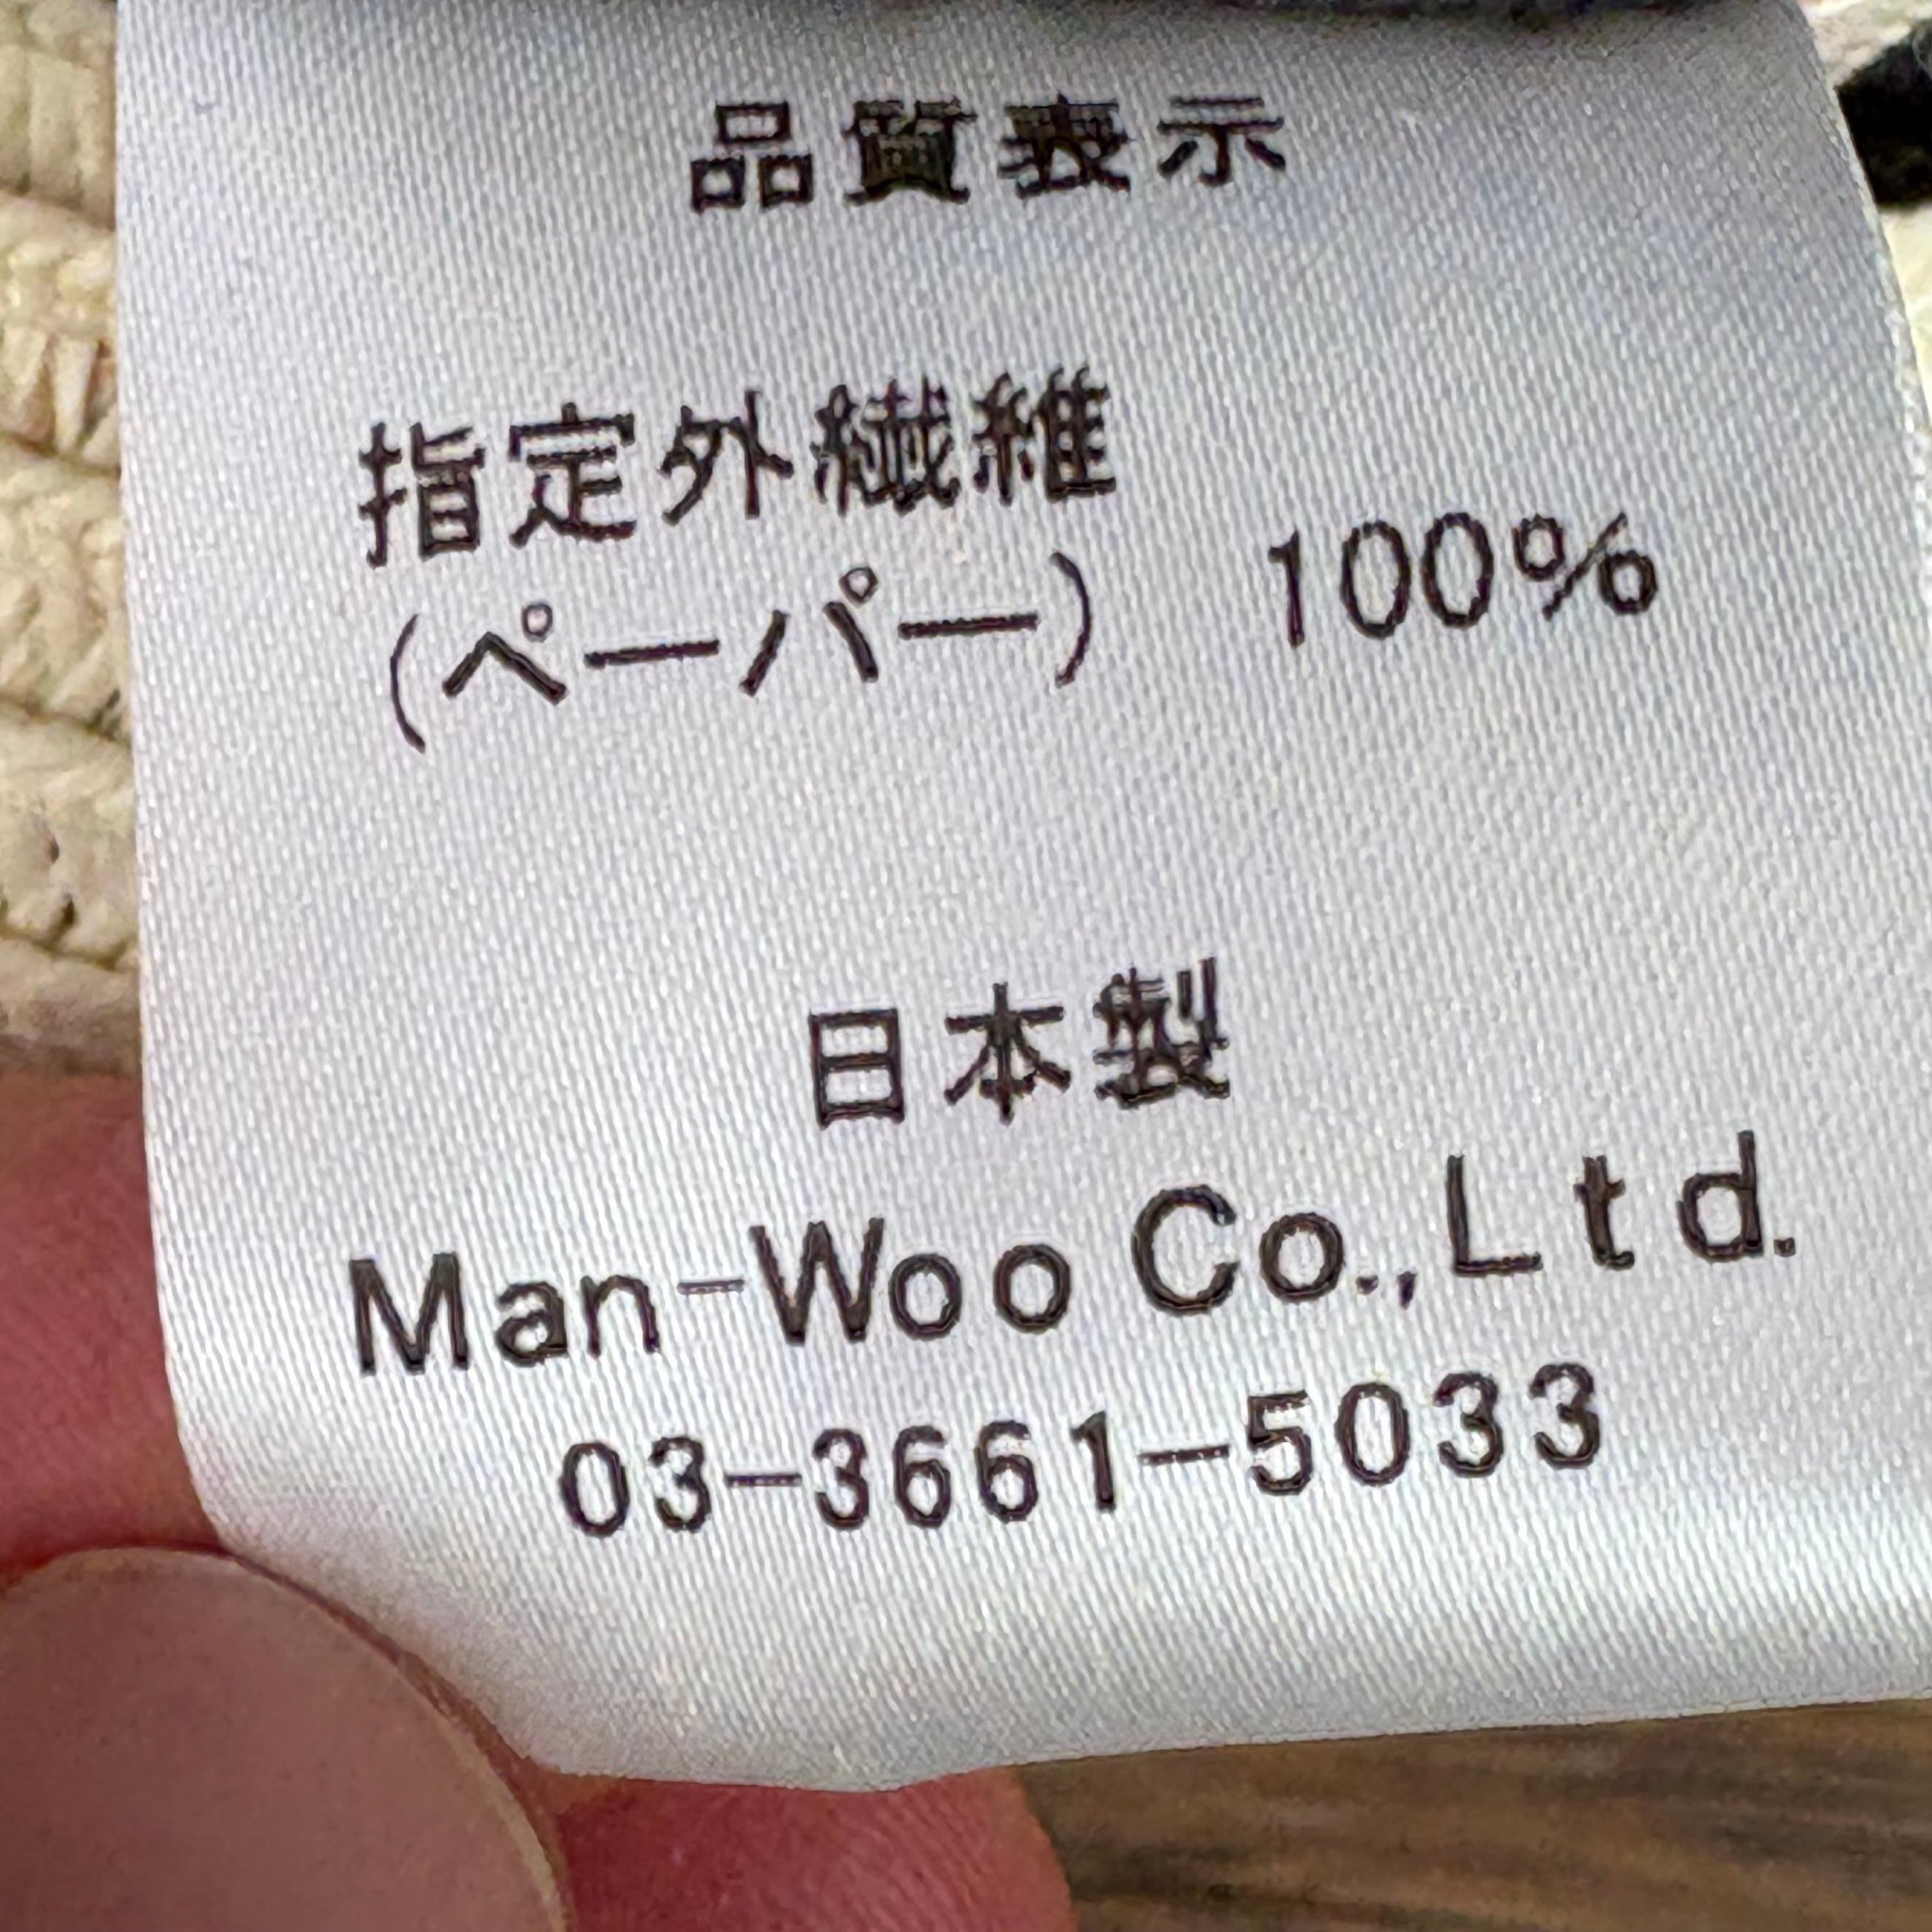 品質表示
指定外繊維
(ペーパー) 100%
日本製
Man-Woo Co.,Ltd.
03-3661-5033